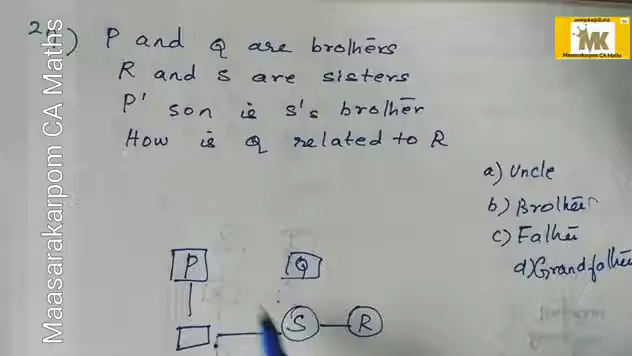 22)
P and Q are brothers
R and S are sisters
P' son is S's brother
How is Q related to R
a) Uncle
b) Brother
c) Father
d) Grandfather
P
Q
S
R
Maasarakarpom CA Maths
MK
Maasarakarpom CA Maths